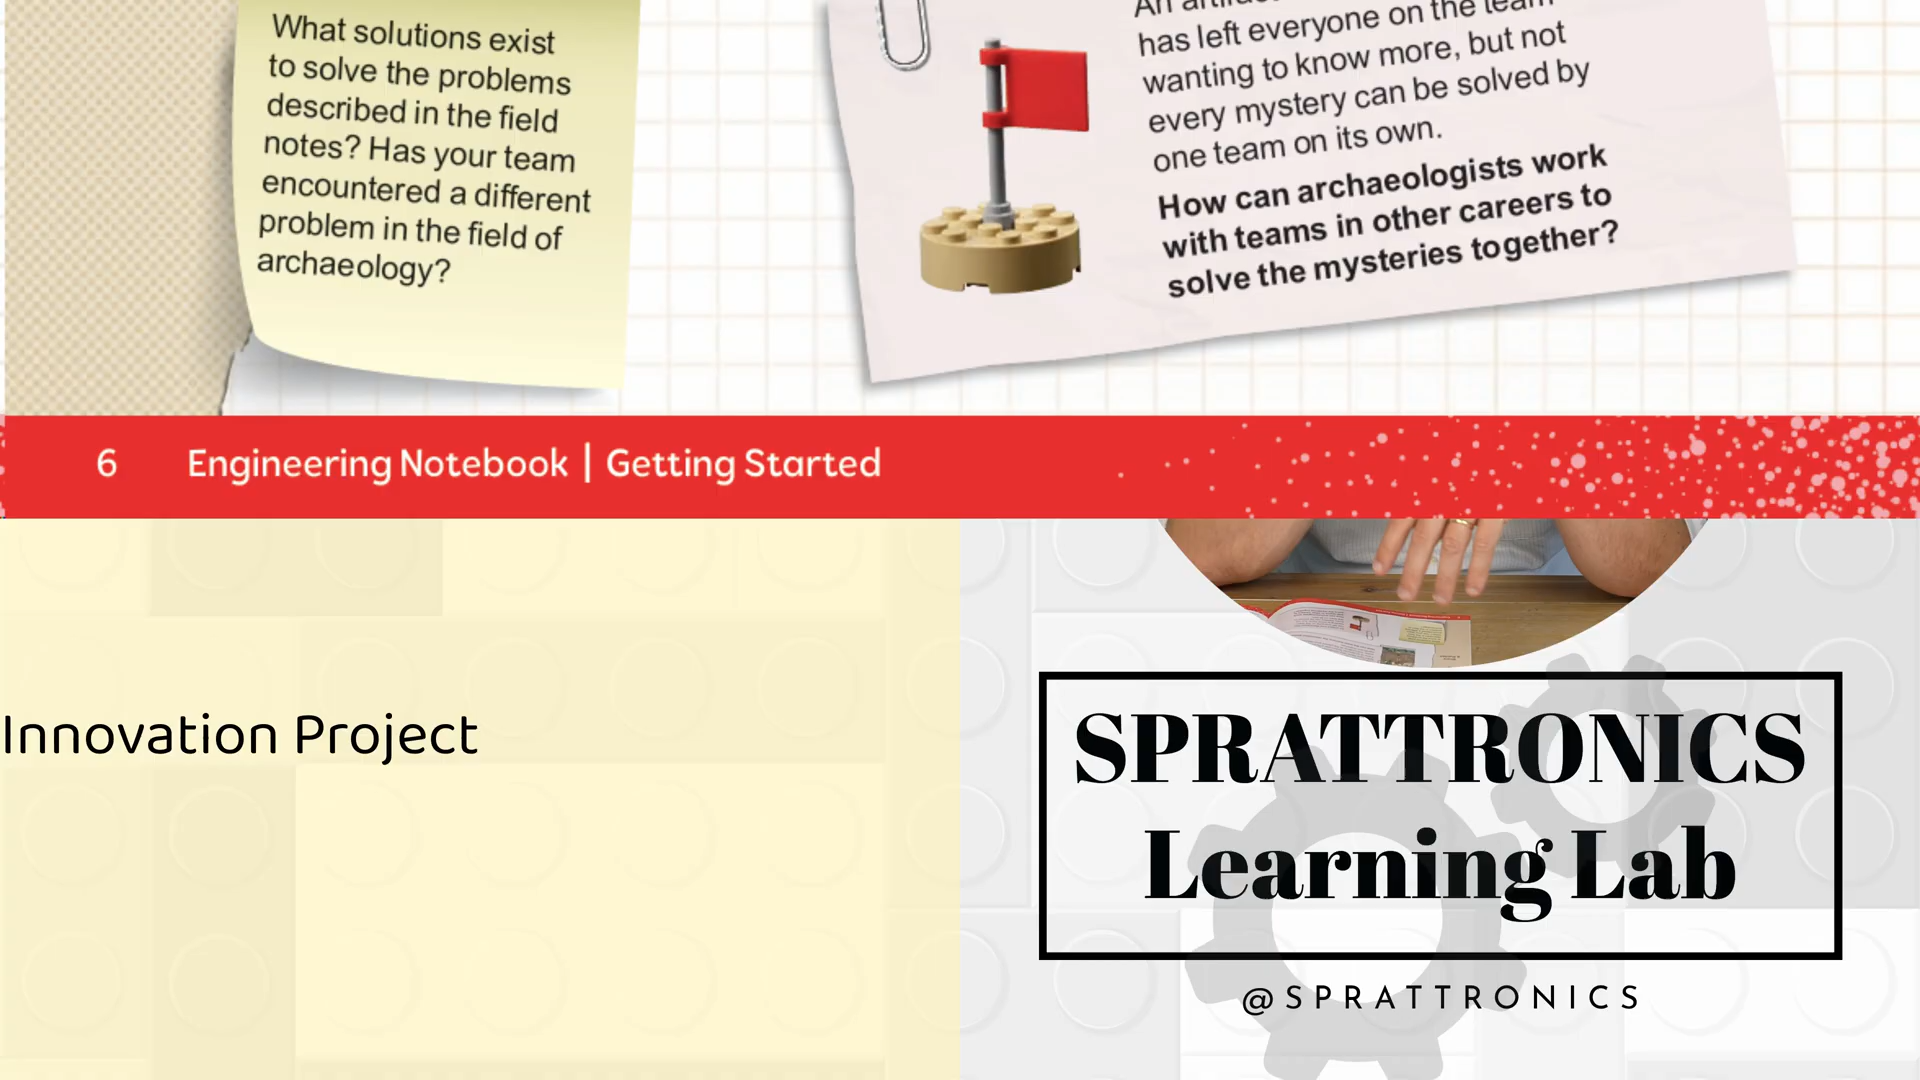 What solutions exist
to solve the problems
described in the field
notes? Has your team
encountered a different
problem in the field of
archaeology?
An
has left everyone on the team
wanting to know more, but not
every mystery can be solved by
one team on its own.
How can archaeologists work
with teams in other careers to
solve the mysteries together?
6 Engineering Notebook | Getting Started
Innovation Project
SPRATTRONICS
Learning Lab
@SPRATTRONICS